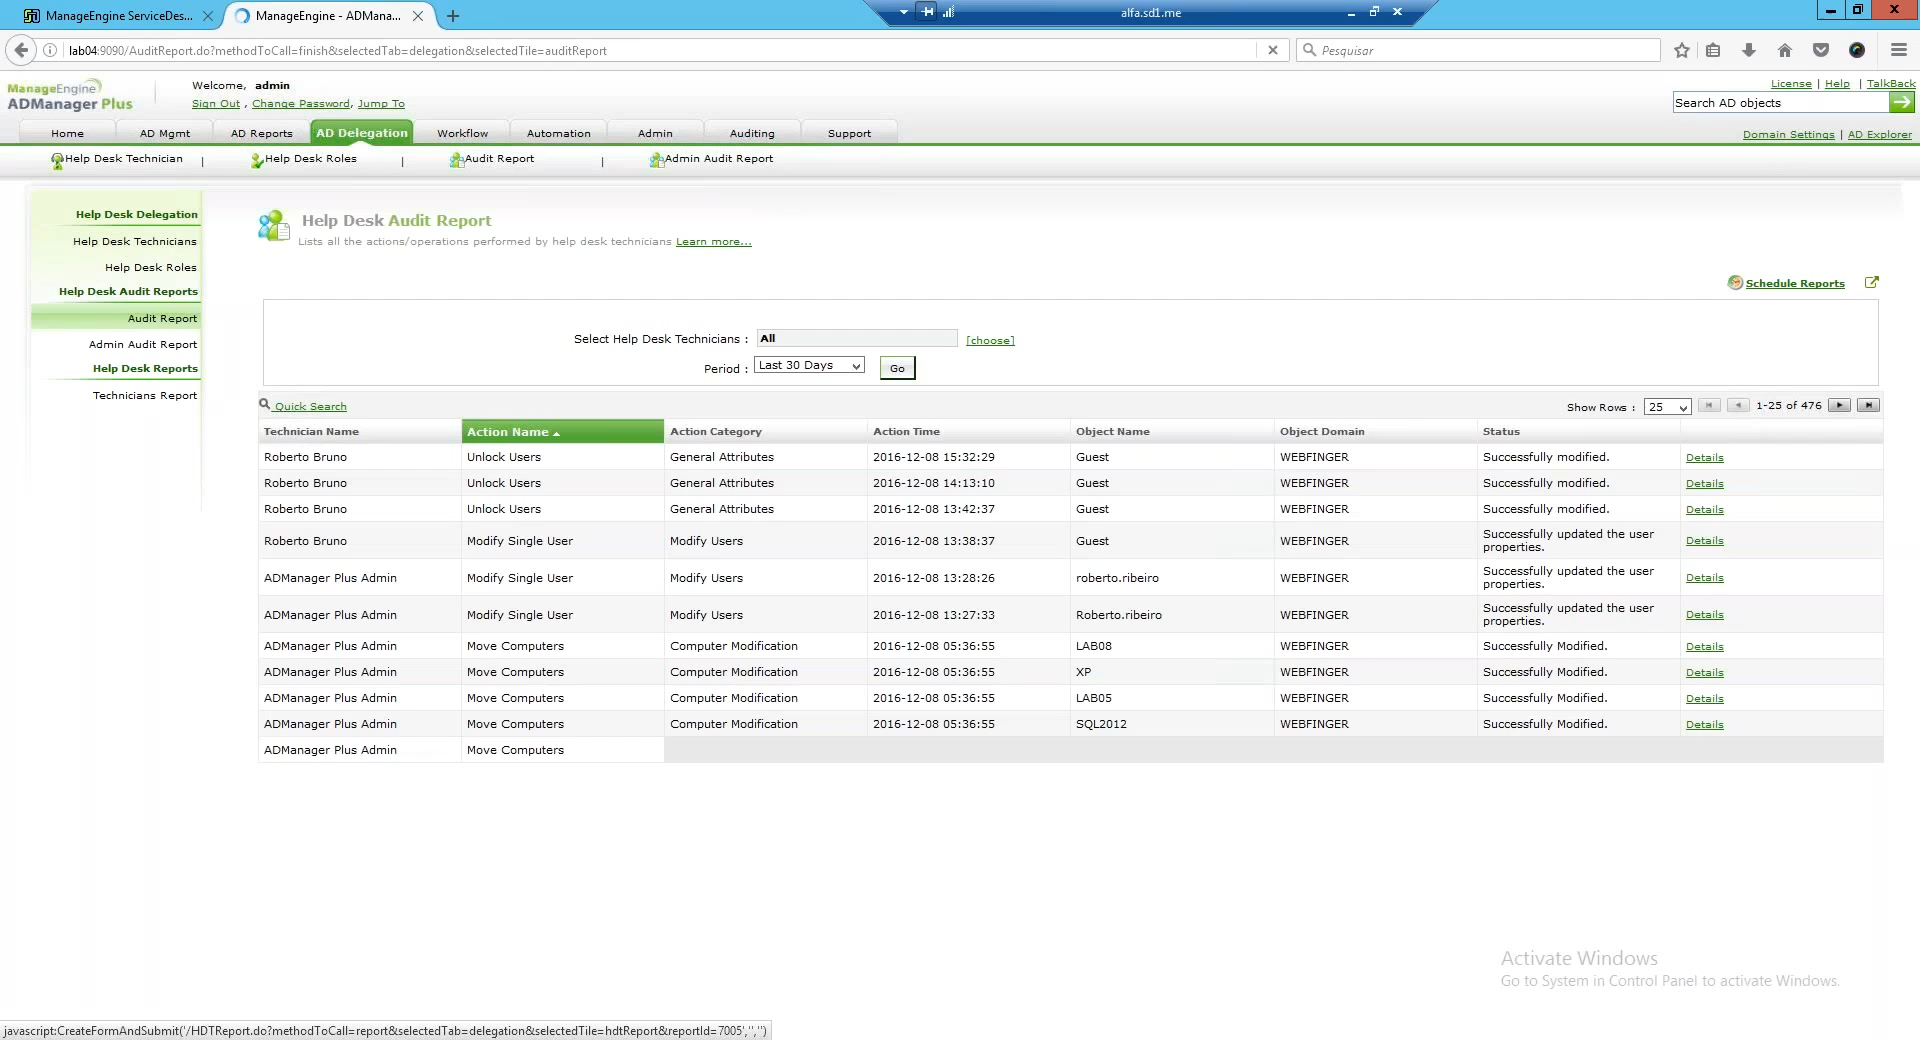 ManageEngine ServiceDes...
ManageEngine - ADMana...
alfa.sd1.me
lab04:9090/AuditReport.do?methodToCall=finish&selectedTab=delegation&selectedTile=auditReport
Pesquisar
ManageEngine
ADManager Plus
Welcome, admin
Sign Out , Change Password, Jump To
License | Help | TalkBack
Search AD objects
Home AD Mgmt AD Reports AD Delegation Workflow Automation Admin Auditing Support
Domain Settings | AD Explorer
Help Desk Technician | Help Desk Roles | Audit Report | Admin Audit Report
Help Desk Delegation
Help Desk Technicians
Help Desk Roles
Help Desk Audit Reports
Audit Report
Admin Audit Report
Help Desk Reports
Technicians Report
Help Desk Audit Report
Lists all the actions/operations performed by help desk technicians Learn more...
Schedule Reports
Select Help Desk Technicians : All [choose]
Period : Last 30 Days Go
Quick Search
Show Rows : 25 1-25 of 476
Technician Name Action Name Action Category Action Time Object Name Object Domain Status
Roberto Bruno Unlock Users General Attributes 2016-12-08 15:32:29 Guest WEBFINGER Successfully modified. Details
Roberto Bruno Unlock Users General Attributes 2016-12-08 14:13:10 Guest WEBFINGER Successfully modified. Details
Roberto Bruno Unlock Users General Attributes 2016-12-08 13:42:37 Guest WEBFINGER Successfully modified. Details
Roberto Bruno Modify Single User Modify Users 2016-12-08 13:38:37 Guest WEBFINGER Successfully updated the user properties. Details
ADManager Plus Admin Modify Single User Modify Users 2016-12-08 13:28:26 roberto.ribeiro WEBFINGER Successfully updated the user properties. Details
ADManager Plus Admin Modify Single User Modify Users 2016-12-08 13:27:33 Roberto.ribeiro WEBFINGER Successfully updated the user properties. Details
ADManager Plus Admin Move Computers Computer Modification 2016-12-08 05:36:55 LAB08 WEBFINGER Successfully Modified. Details
ADManager Plus Admin Move Computers Computer Modification 2016-12-08 05:36:55 XP WEBFINGER Successfully Modified. Details
ADManager Plus Admin Move Computers Computer Modification 2016-12-08 05:36:55 LAB05 WEBFINGER Successfully Modified. Details
ADManager Plus Admin Move Computers Computer Modification 2016-12-08 05:36:55 SQL2012 WEBFINGER Successfully Modified. Details
ADManager Plus Admin Move Computers
Activate Windows
Go to System in Control Panel to activate Windows.
javascript:CreateFormAndSubmit('/HDTReport.do?methodToCall=report&selectedTab=delegation&selectedTile=hdtReport&reportId=7005','','')